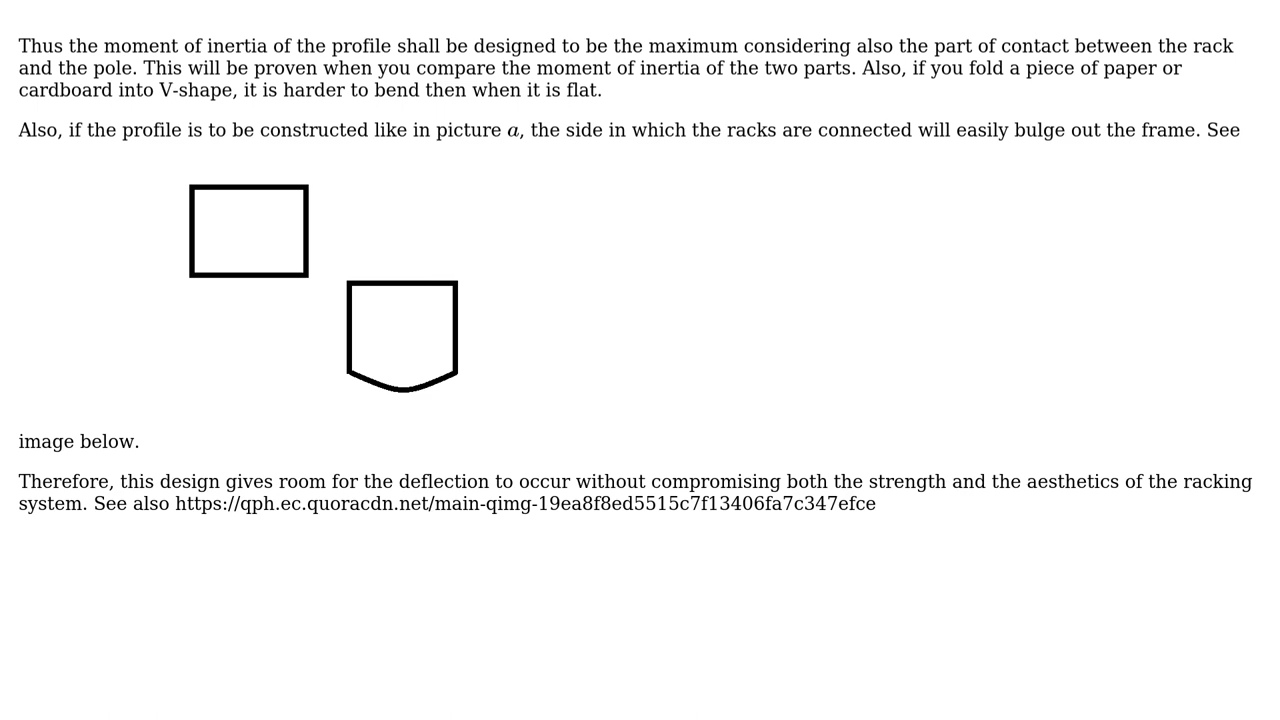 Thus the moment of inertia of the profile shall be designed to be the maximum considering also the part of contact between the rack
and the pole. This will be proven when you compare the moment of inertia of the two parts. Also, if you fold a piece of paper or
cardboard into V-shape, it is harder to bend then when it is flat.
Also, if the profile is to be constructed like in picture a, the side in which the racks are connected will easily bulge out the frame. See
image below.
Therefore, this design gives room for the deflection to occur without compromising both the strength and the aesthetics of the racking
system. See also https://qph.ec.quoracdn.net/main-qimg-19ea8f8ed5515c7f13406fa7c347efce